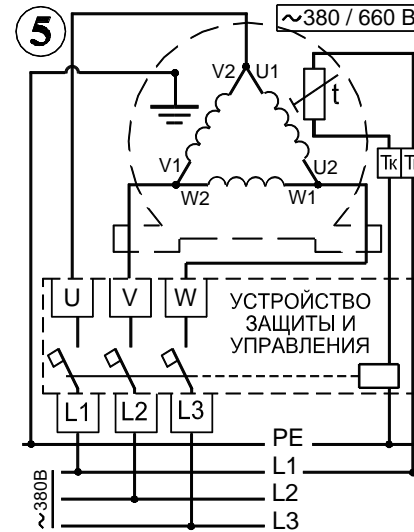 5
~380 / 660 В
V2 U1
t
V1
U2
W2
W1
Тк
U V W
УСТРОЙСТВО
ЗАЩИТЫ И
УПРАВЛЕНИЯ
L1 L2 L3
PE
L1
~380В
L2
L3